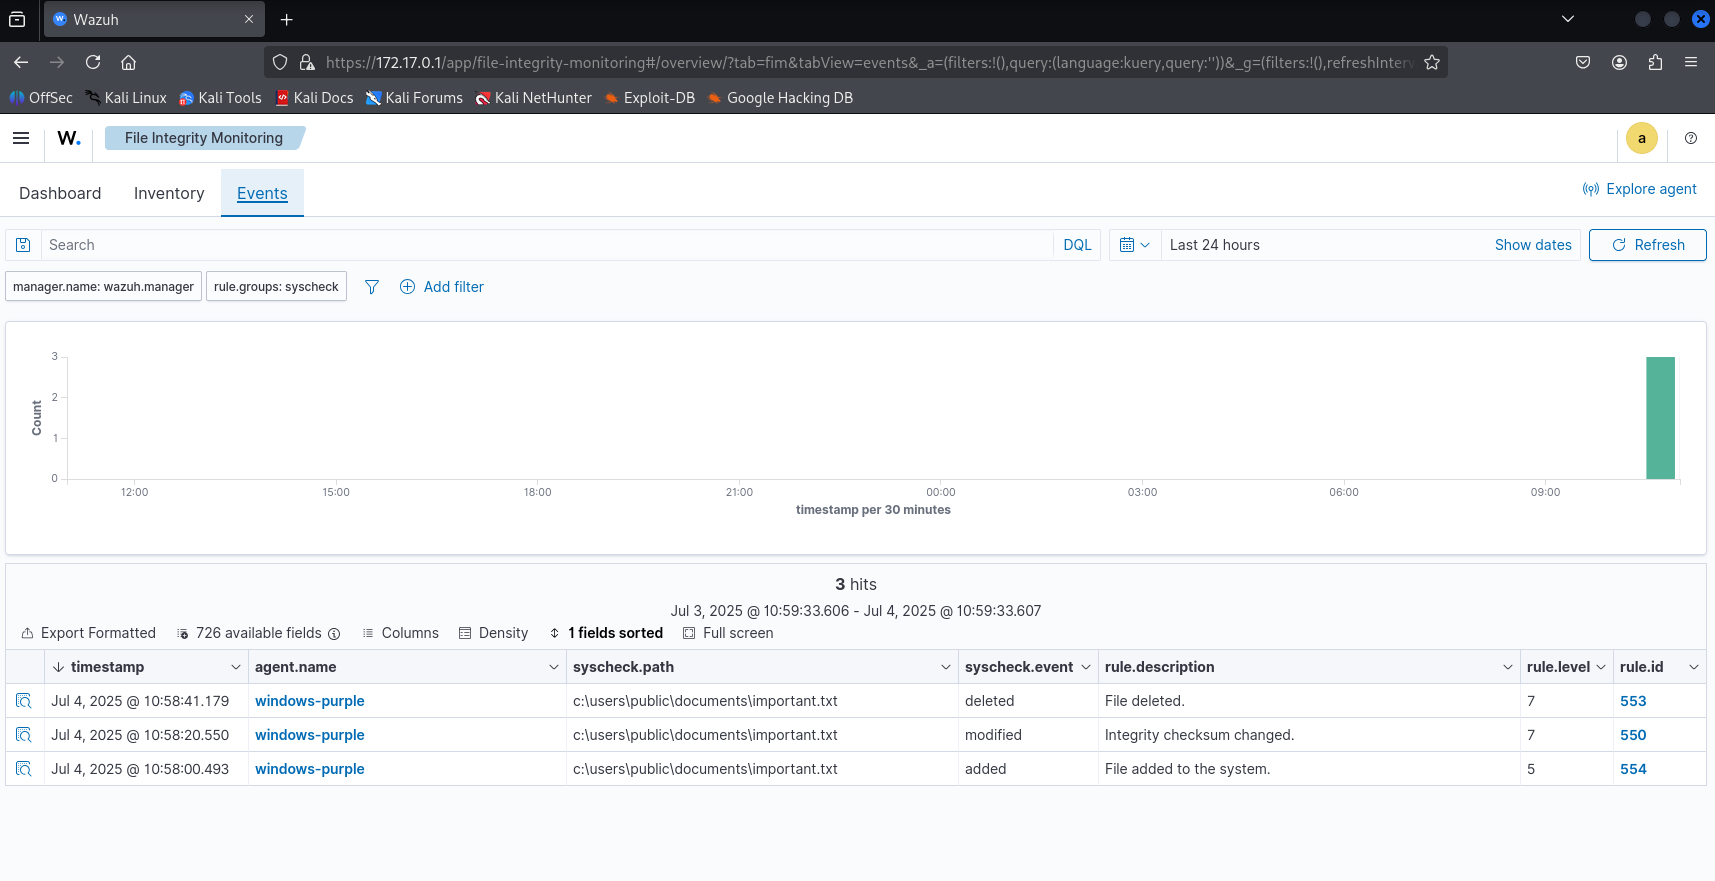 Wazuh
https://172.17.0.1/app/file-integrity-monitoring#/overview/?tab=fim&tabView=events&_a=(filters:!(),query:(language:kuery,query:''))&_g=(filters:!(),refreshInterv
OffSec Kali Linux Kali Tools Kali Docs Kali Forums Kali NetHunter Exploit-DB Google Hacking DB
W. File Integrity Monitoring a
Dashboard Inventory Events Explore agent
Search DQL Last 24 hours Show dates Refresh
manager.name: wazuh.manager rule.groups: syscheck Add filter
3
2
1
0
Count
12:00 15:00 18:00 21:00 00:00 03:00 06:00 09:00
timestamp per 30 minutes
3 hits
Jul 3, 2025 @ 10:59:33.606 - Jul 4, 2025 @ 10:59:33.607
Export Formatted 726 available fields Columns Density 1 fields sorted Full screen
timestamp agent.name syscheck.path syscheck.event rule.description rule.level rule.id
Jul 4, 2025 @ 10:58:41.179 windows-purple c:\users\public\documents\important.txt deleted File deleted. 7 553
Jul 4, 2025 @ 10:58:20.550 windows-purple c:\users\public\documents\important.txt modified Integrity checksum changed. 7 550
Jul 4, 2025 @ 10:58:00.493 windows-purple c:\users\public\documents\important.txt added File added to the system. 5 554